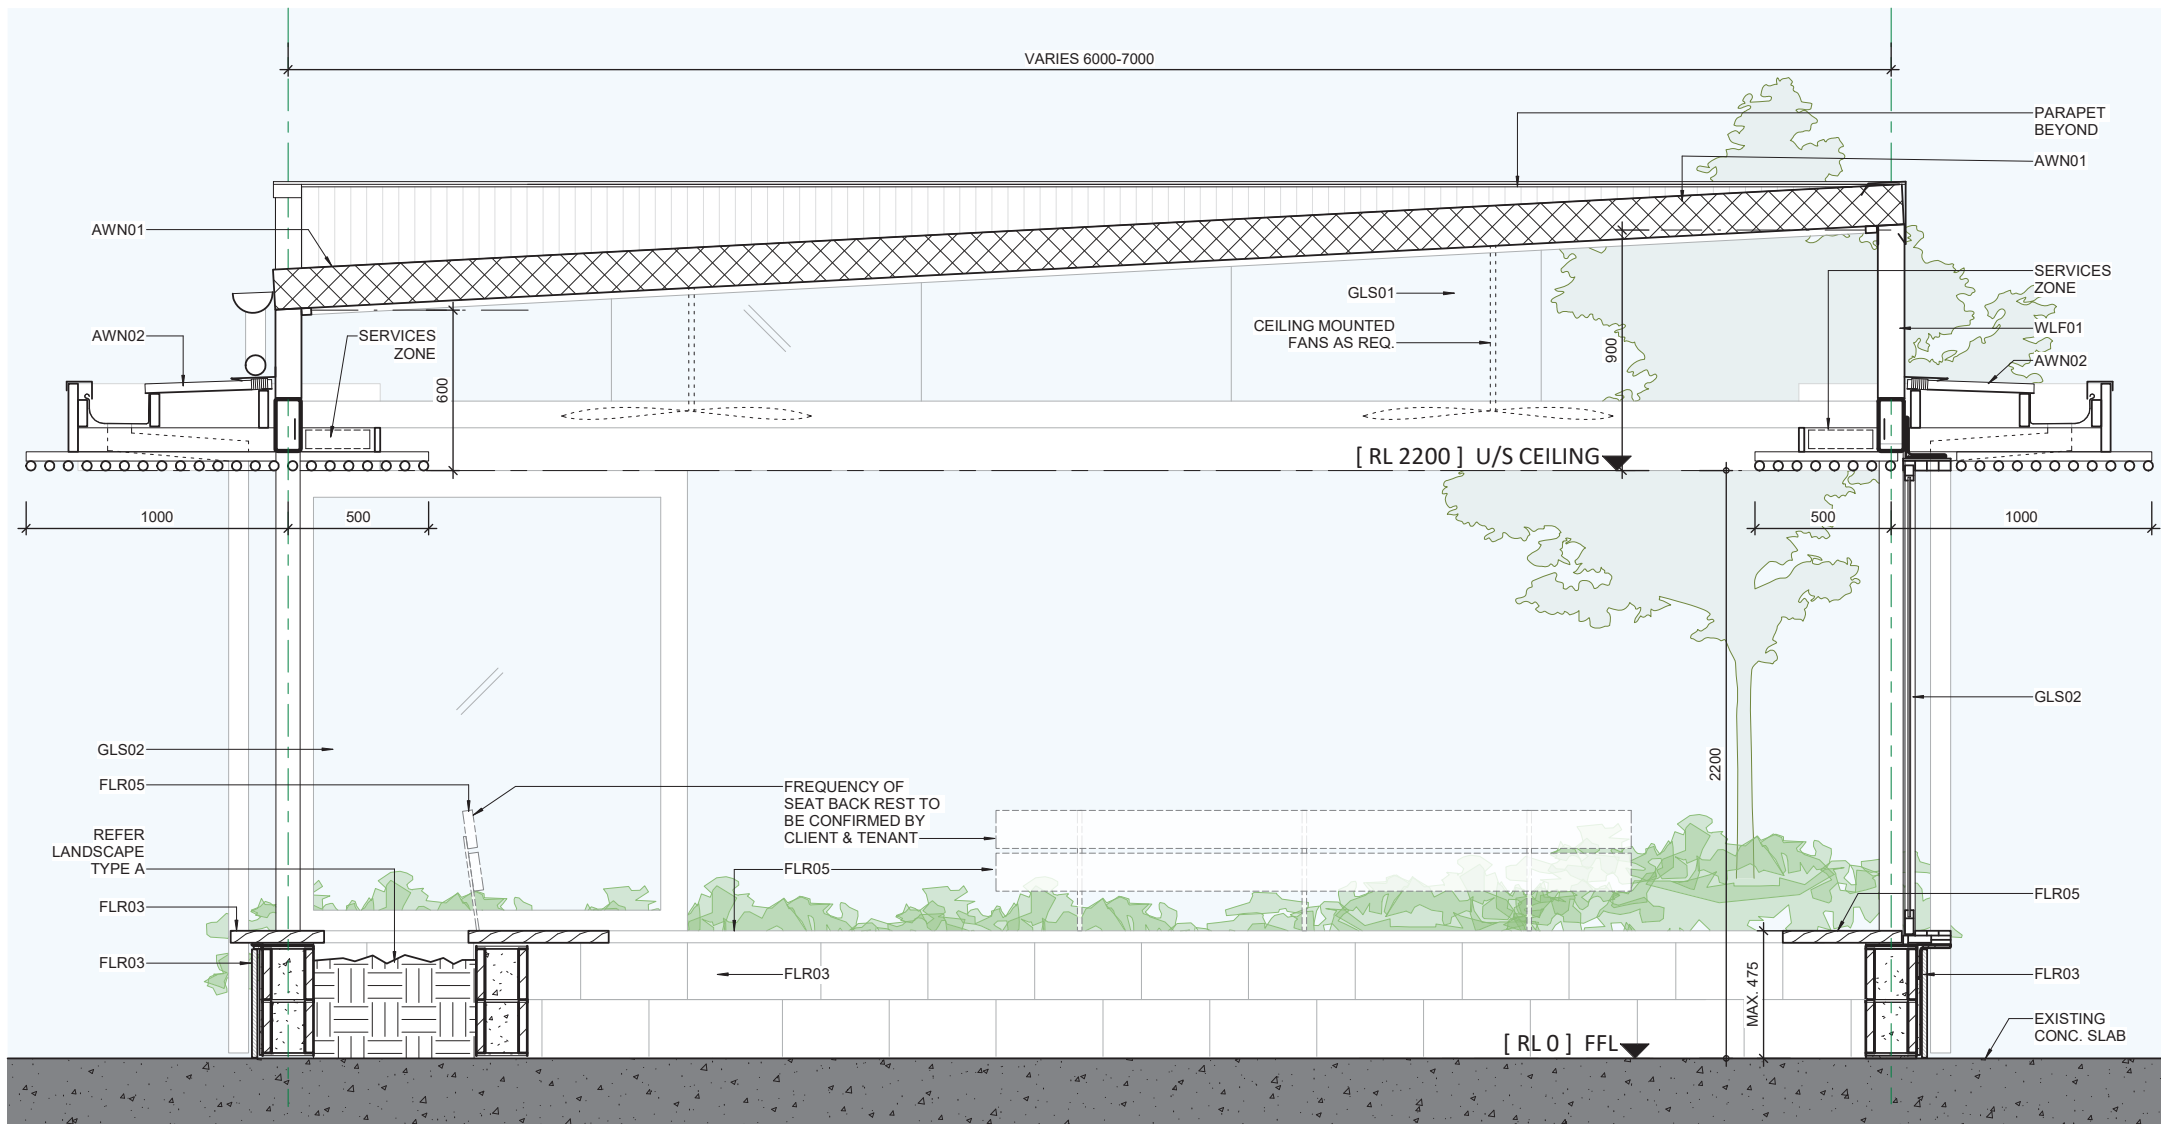 VARIES 6000-7000
PARAPET
BEYOND
AWN01
AWN01
SERVICES
ZONE
GLS01
CEILING MOUNTED
FANS AS REQ.
WLF01
AWN02
SERVICES
ZONE
AWN02
600
900
[ RL 2200 ] U/S CEILING
1000
500
500
1000
GLS02
GLS02
2200
FLR05
FREQUENCY OF
SEAT BACK REST TO
BE CONFIRMED BY
CLIENT & TENANT
REFER
LANDSCAPE
TYPE A
FLR05
FLR05
FLR03
FLR03
FLR03
FLR03
MAX. 475
[ RL 0 ] FFL
EXISTING
CONC. SLAB